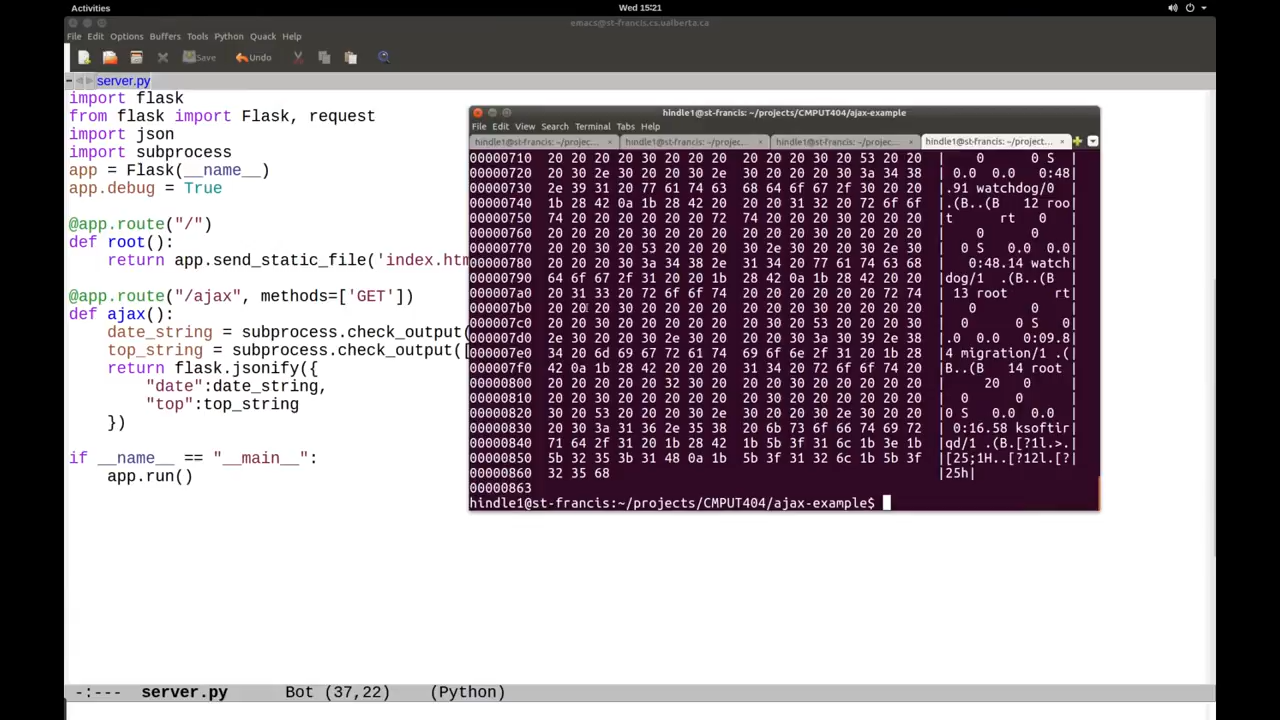 Activities
Wed 15:21
emacs@st-francis.cs.ualberta.ca
File Edit Options Buffers Tools Python Quack Help
Save Undo
server.py
import flask
from flask import Flask, request
import json
import subprocess
app = Flask(__name__)
app.debug = True
@app.route("/")
def root():
return app.send_static_file('index.htm
@app.route("/ajax", methods=['GET'])
def ajax():
date_string = subprocess.check_output(
top_string = subprocess.check_output([
return flask.jsonify({
"date":date_string,
"top":top_string
})
if __name__ == "__main__":
app.run()
-:--- server.py Bot (37,22) (Python)
hindle1@st-francis: ~/projects/CMPUT404/ajax-example
File Edit View Search Terminal Tabs Help
hindle1@st-francis: ~/projec... × hindle1@st-francis: ~/projec... × hindle1@st-francis: ~/projec... × hindle1@st-francis: ~/project... ×
00000710 20 20 20 20 30 20 20 20 20 20 20 30 20 53 20 20 | 0 0 S |
00000720 20 30 2e 30 20 20 30 2e 30 20 20 20 30 3a 34 38 | 0.0 0.0 0:48|
00000730 2e 39 31 20 77 61 74 63 68 64 6f 67 2f 30 20 20 |.91 watchdog/0 |
00000740 1b 28 42 0a 1b 28 42 20 20 20 31 32 20 72 6f 6f |.(B..(B 12 roo|
00000750 74 20 20 20 20 20 20 72 74 20 20 20 30 20 20 20 |t rt 0 |
00000760 20 20 20 30 20 20 20 20 20 20 30 20 20 20 20 20 | 0 0 |
00000770 20 30 20 53 20 20 20 30 2e 30 20 20 30 2e 30 20 | 0 S 0.0 0.0|
00000780 20 20 20 30 3a 34 38 2e 31 34 20 77 61 74 63 68 | 0:48.14 watch|
00000790 64 6f 67 2f 31 20 20 1b 28 42 0a 1b 28 42 20 20 |dog/1 .(B..(B |
000007a0 20 31 33 20 72 6f 6f 74 20 20 20 20 20 20 72 74 | 13 root rt|
000007b0 20 20 20 30 20 20 20 20 20 20 20 30 20 20 20 20 | 0 0 |
000007c0 20 20 30 20 20 20 20 20 20 20 30 20 53 20 20 20 30 | 0 0 S 0|
000007d0 2e 30 20 20 30 2e 30 20 20 20 20 30 3a 30 39 2e 38 |.0 0.0 0:09.8|
000007e0 34 20 6d 69 67 72 61 74 69 6f 6e 2f 31 20 1b 28 |4 migration/1 .(|
000007f0 42 0a 1b 28 42 20 20 20 31 34 20 72 6f 6f 74 20 |B..(B 14 root |
00000800 20 20 20 20 20 32 30 20 20 20 30 20 20 20 20 20 | 20 0 |
00000810 20 20 30 20 20 20 20 20 20 30 20 20 20 20 20 20 | 0 0 |
00000820 30 20 53 20 20 20 30 2e 30 20 20 30 2e 30 20 20 |0 S 0.0 0.0 |
00000830 20 20 30 3a 31 36 2e 35 38 20 6b 73 6f 66 74 69 72 | 0:16.58 ksoftir|
00000840 71 64 2f 31 20 1b 28 42 1b 5b 3f 31 6c 1b 3e 1b |qd/1 .(B.[?1l.>.|
00000850 5b 32 35 3b 31 48 0a 1b 5b 3f 31 32 6c 1b 5b 3f |[25;1H..[?12l.[?|
00000860 32 35 68 |25h|
00000863
hindle1@st-francis:~/projects/CMPUT404/ajax-example$